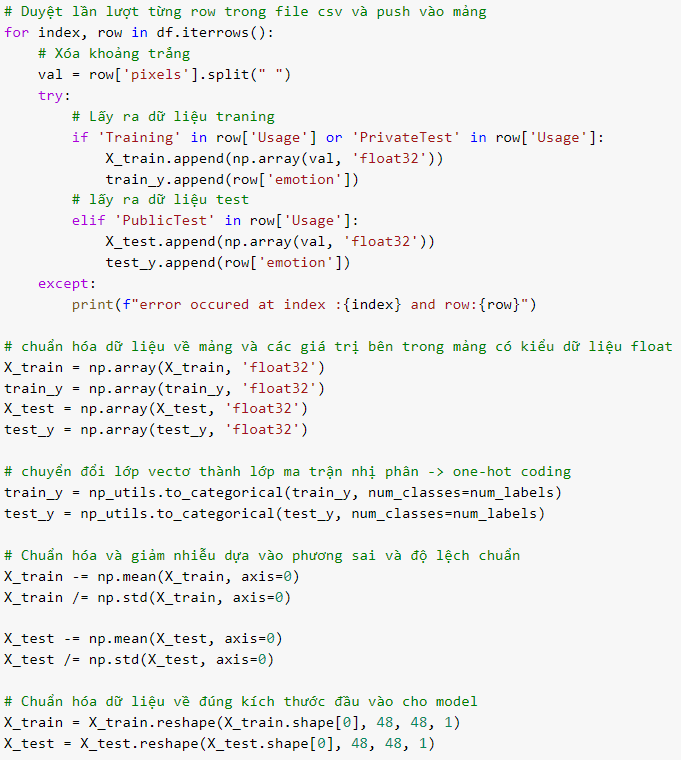 # Duyệt lần lượt từng row trong file csv và push vào mảng
for index, row in df.iterrows():
    # Xóa khoảng trắng
    val = row['pixels'].split(" ")
    try:
        # Lấy ra dữ liệu traning
        if 'Training' in row['Usage'] or 'PrivateTest' in row['Usage']:
            X_train.append(np.array(val, 'float32'))
            train_y.append(row['emotion'])
        # lấy ra dữ liệu test
        elif 'PublicTest' in row['Usage']:
            X_test.append(np.array(val, 'float32'))
            test_y.append(row['emotion'])
    except:
        print(f"error occured at index :{index} and row:{row}")

# chuẩn hóa dữ liệu về mảng và các giá trị bên trong mảng có kiểu dữ liệu float
X_train = np.array(X_train, 'float32')
train_y = np.array(train_y, 'float32')
X_test = np.array(X_test, 'float32')
test_y = np.array(test_y, 'float32')

# chuyển đổi lớp vectơ thành lớp ma trận nhị phân -> one-hot coding
train_y = np_utils.to_categorical(train_y, num_classes=num_labels)
test_y = np_utils.to_categorical(test_y, num_classes=num_labels)

# Chuẩn hóa và giảm nhiễu dựa vào phương sai và độ lệch chuẩn
X_train -= np.mean(X_train, axis=0)
X_train /= np.std(X_train, axis=0)

X_test -= np.mean(X_test, axis=0)
X_test /= np.std(X_test, axis=0)

# Chuẩn hóa dữ liệu về đúng kích thước đầu vào cho model
X_train = X_train.reshape(X_train.shape[0], 48, 48, 1)
X_test = X_test.reshape(X_test.shape[0], 48, 48, 1)